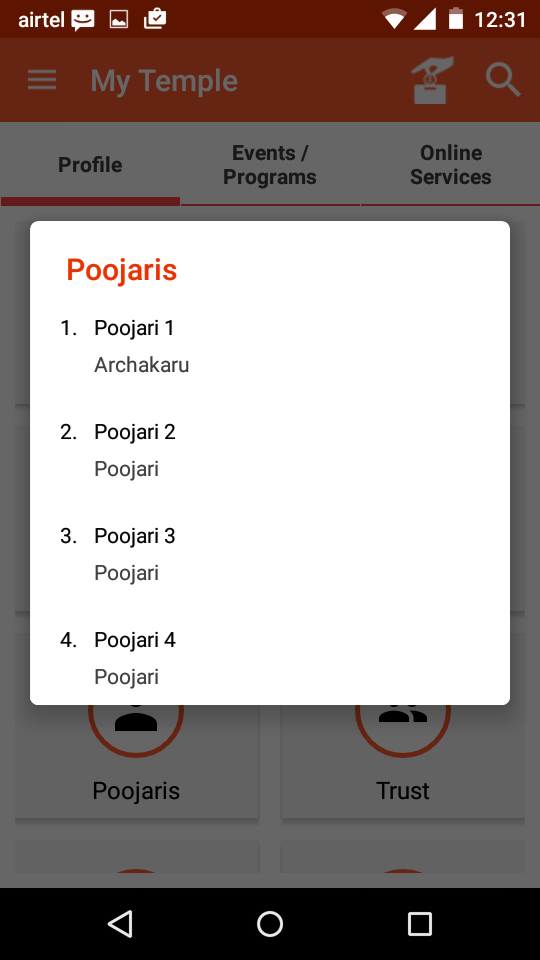 airtel 12:31
My Temple
Profile
Events /
Programs
Online
Services
Poojaris
1. Poojari 1
Archakaru
2. Poojari 2
Poojari
3. Poojari 3
Poojari
4. Poojari 4
Poojari
Poojaris Trust